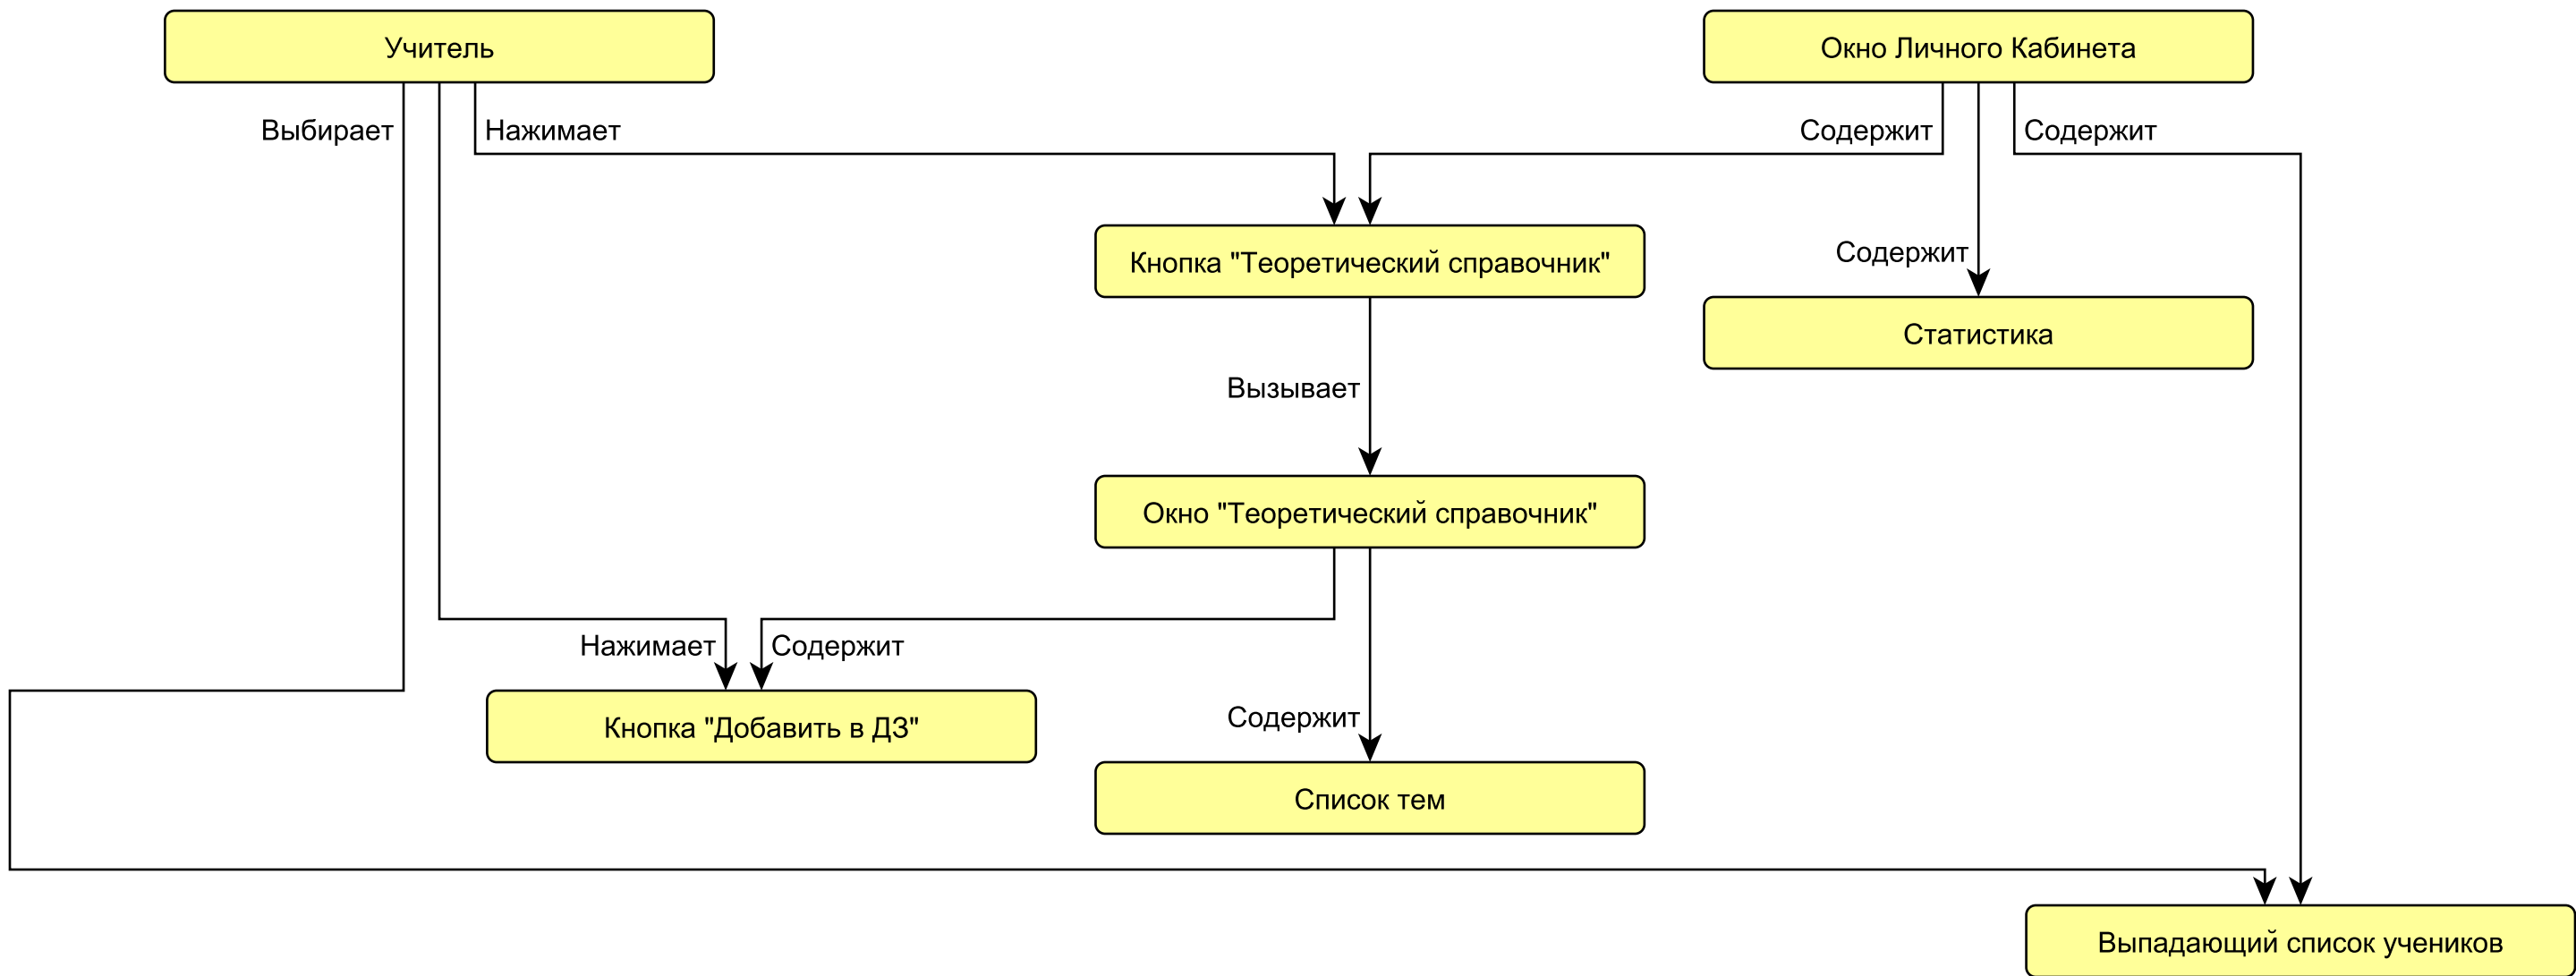 Учитель
Окно Личного Кабинета
Выбирает
Нажимает
Содержит
Содержит
Содержит
Кнопка "Теоретический справочник"
Статистика
Вызывает
Окно "Теоретический справочник"
Нажимает
Содержит
Содержит
Кнопка "Добавить в ДЗ"
Список тем
Выпадающий список учеников